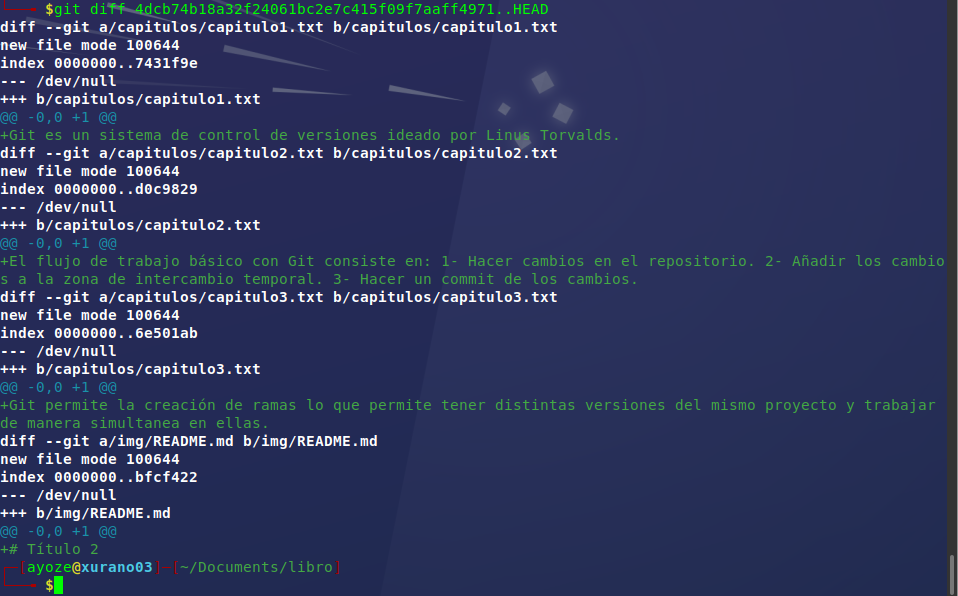 $git diff 4dcb74b18a32f24061bc2e7c415f09f7aaff4971..HEAD
diff --git a/capitulos/capitulo1.txt b/capitulos/capitulo1.txt
new file mode 100644
index 0000000..7431f9e
--- /dev/null
+++ b/capitulos/capitulo1.txt
@@ -0,0 +1 @@
+Git es un sistema de control de versiones ideado por Linus Torvalds.
diff --git a/capitulos/capitulo2.txt b/capitulos/capitulo2.txt
new file mode 100644
index 0000000..d0c9829
--- /dev/null
+++ b/capitulos/capitulo2.txt
@@ -0,0 +1 @@
+El flujo de trabajo básico con Git consiste en: 1- Hacer cambios en el repositorio. 2- Añadir los cambio
s a la zona de intercambio temporal. 3- Hacer un commit de los cambios.
diff --git a/capitulos/capitulo3.txt b/capitulos/capitulo3.txt
new file mode 100644
index 0000000..6e501ab
--- /dev/null
+++ b/capitulos/capitulo3.txt
@@ -0,0 +1 @@
+Git permite la creación de ramas lo que permite tener distintas versiones del mismo proyecto y trabajar
de manera simultanea en ellas.
diff --git a/img/README.md b/img/README.md
new file mode 100644
index 0000000..bfcf422
--- /dev/null
+++ b/img/README.md
@@ -0,0 +1 @@
+# Título 2
[ayoze@xurano03]-[~/Documents/libro]
$